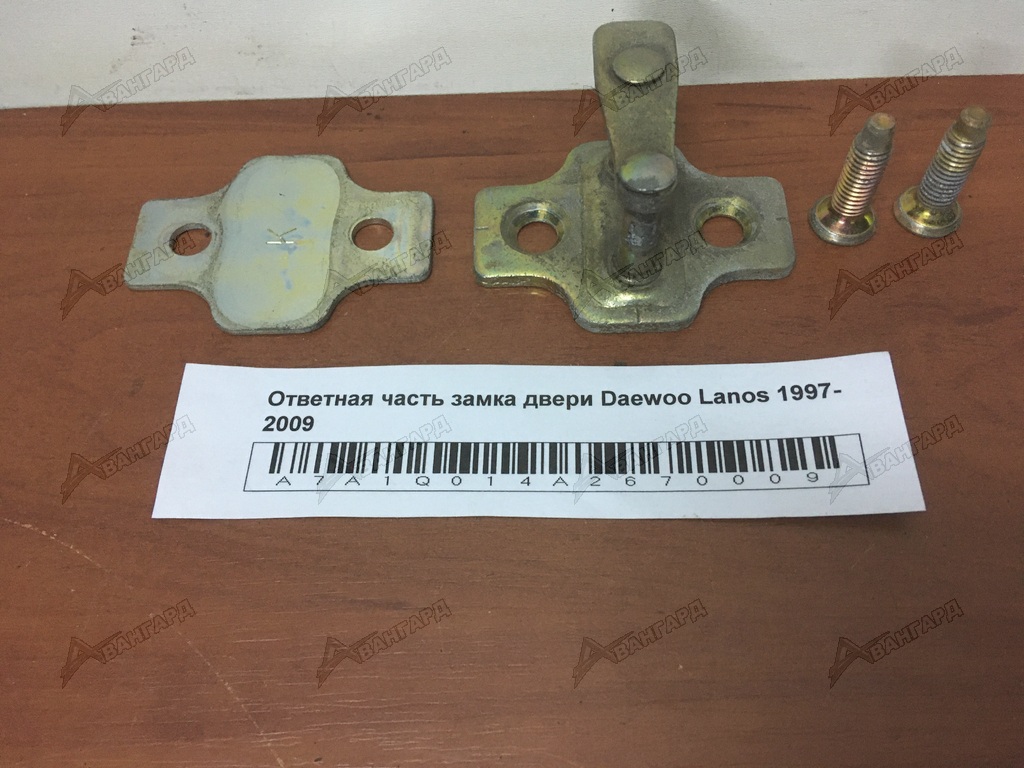 K
Ответная часть замка двери Daewoo Lanos 1997-
2009
A7A1Q014A2670009
АВАНГАРД